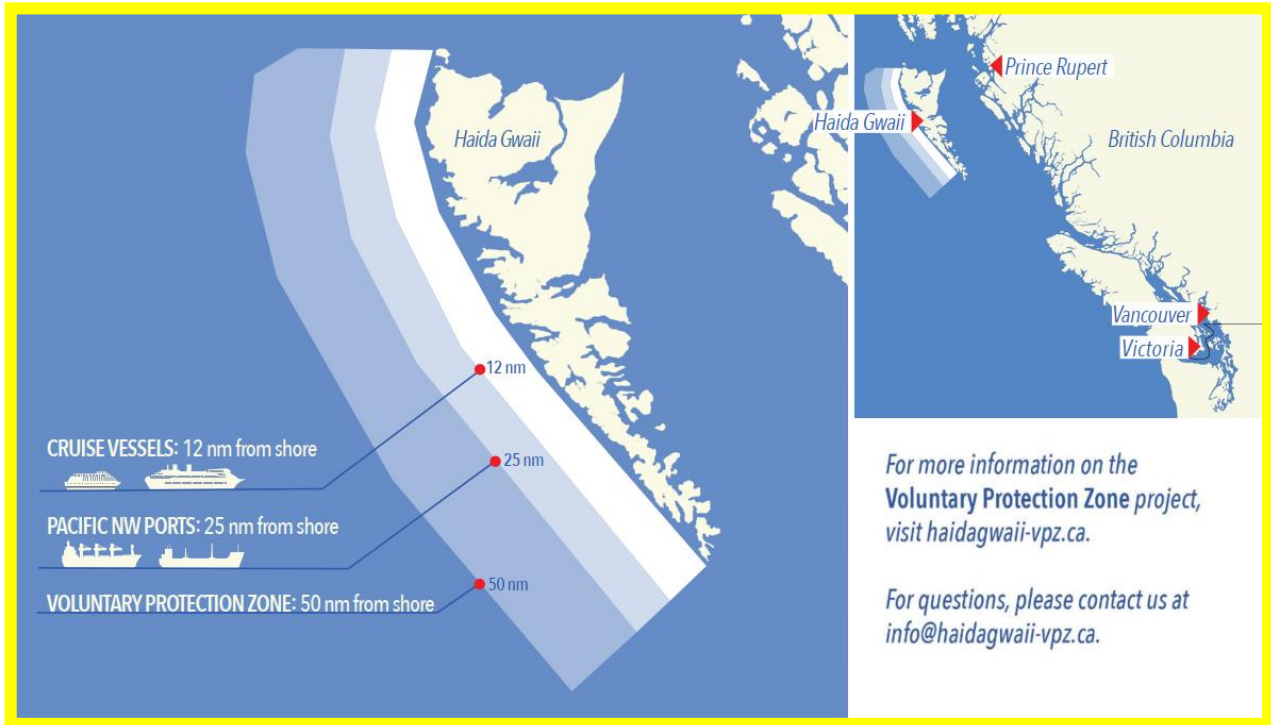 Haida Gwaii
12 nm
CRUISE VESSELS: 12 nm from shore
25 nm
PACIFIC NW PORTS: 25 nm from shore
50 nm
VOLUNTARY PROTECTION ZONE: 50 nm from shore
Prince Rupert
Haida Gwaii
British Columbia
Vancouver
Victoria
For more information on the
Voluntary Protection Zone project,
visit haidagwaii-vpz.ca.
For questions, please contact us at
info@haidagwaii-vpz.ca.